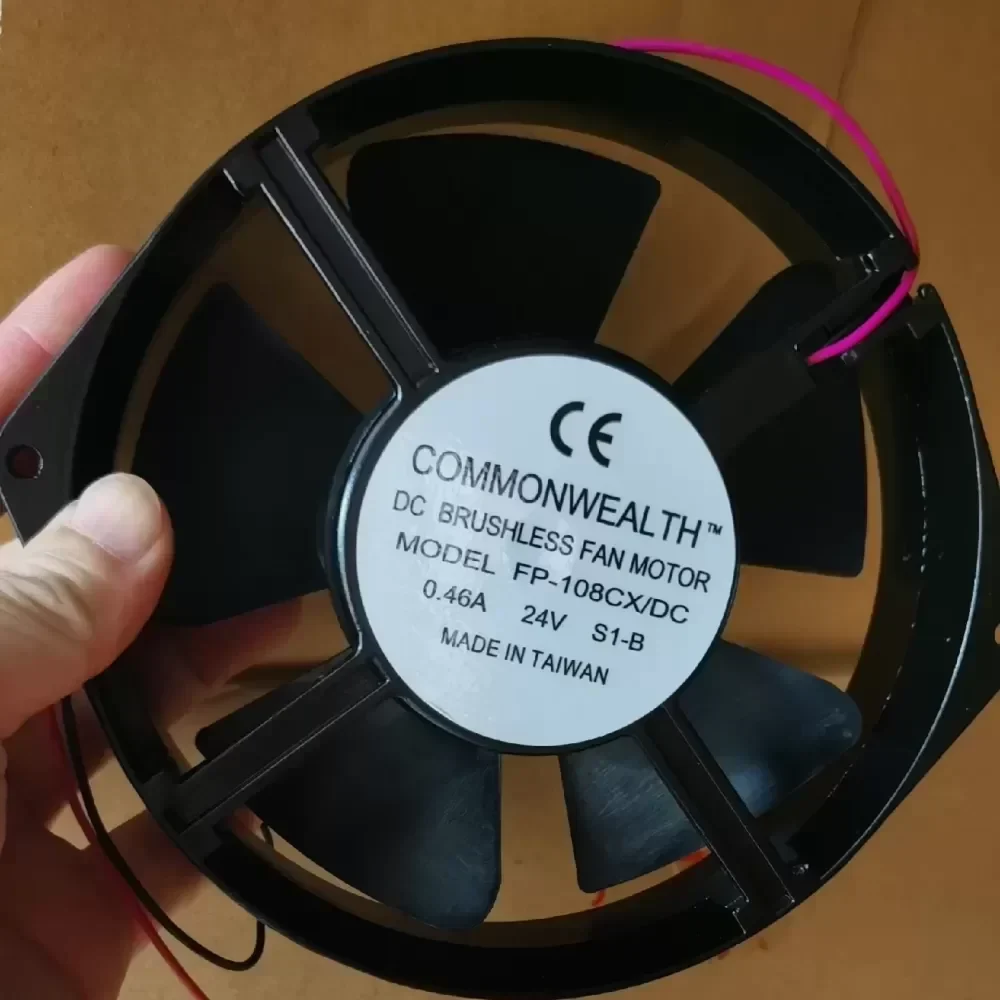 CE
COMMONWEALTH™
DC BRUSHLESS FAN MOTOR
MODEL FP-108CX/DC
0.46A 24V S1-B
MADE IN TAIWAN